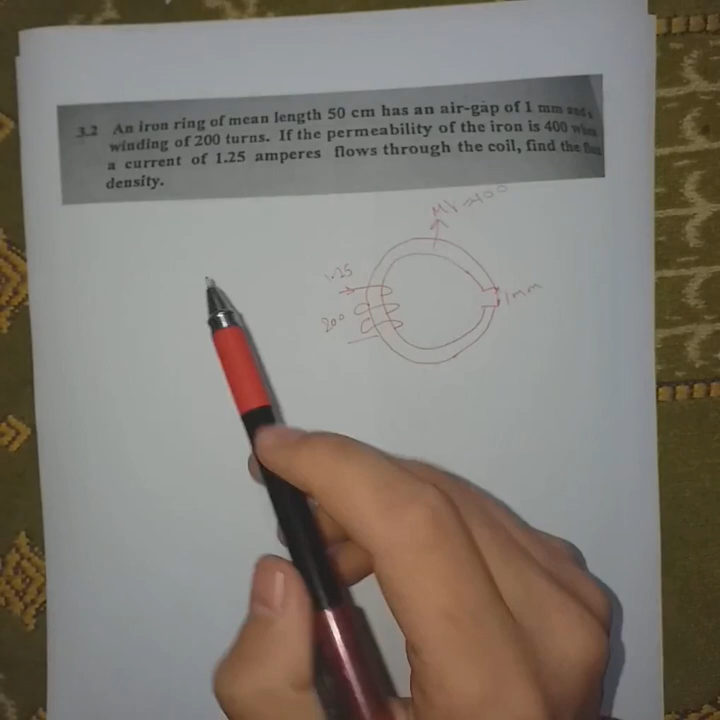 3.2 An iron ring of mean length 50 cm has an air-gap of 1 mm and a
winding of 200 turns. If the permeability of the iron is 400 when
a current of 1.25 amperes flows through the coil, find the flux
density.
1.25
200
1mm